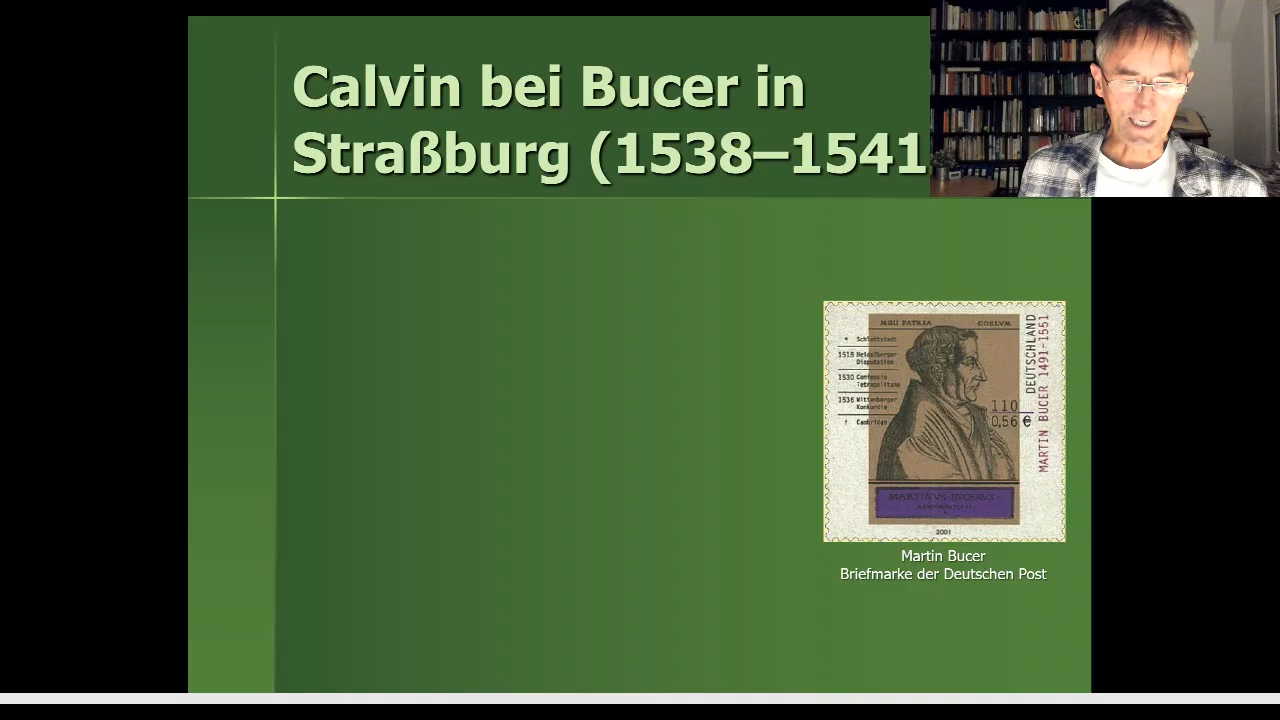 Calvin bei Bucer in
Straßburg (1538–1541
MIHI PATRIA COELVM
* Schlettstadt
1518 Heidelberger
Disputation
1530 Confessio
Tetrapolitana
1536 Wittenberger
Konkordie
† Cambridge
110
0,56 €
DEUTSCHLAND
MARTIN BUCER 1491-1551
MARTINVS BVCERVS
2001
Martin Bucer
Briefmarke der Deutschen Post